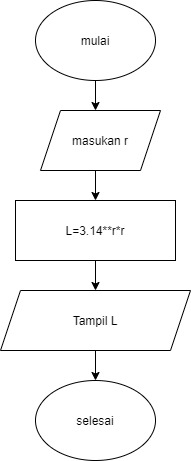 mulai
masukan r
L=3.14**r*r
Tampil L
selesai